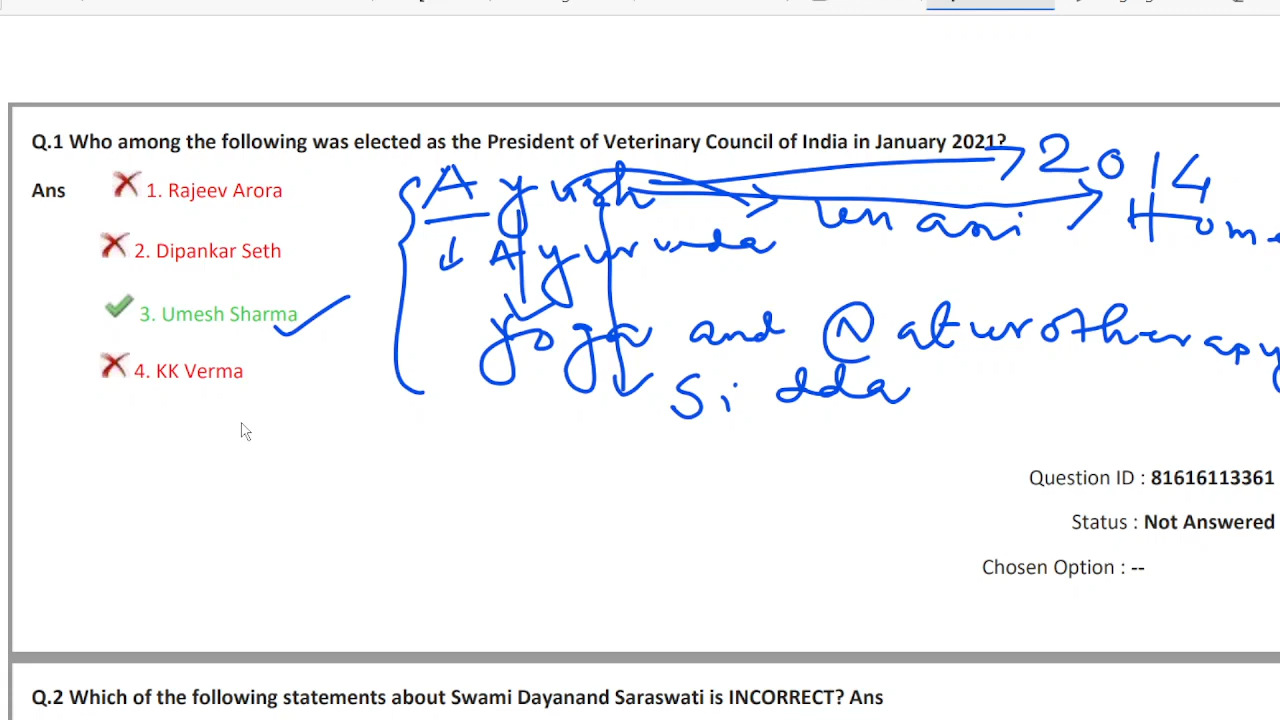 Q.1 Who among the following was elected as the President of Veterinary Council of India in January 2021?
Ans 1. Rajeev Arora
2. Dipankar Seth
3. Umesh Sharma
4. KK Verma
Ayush 2014
Ayurveda Home
Yoga and Naturotherapy
Sidda
Question ID : 81616113361
Status : Not Answered
Chosen Option : --
Q.2 Which of the following statements about Swami Dayanand Saraswati is INCORRECT? Ans